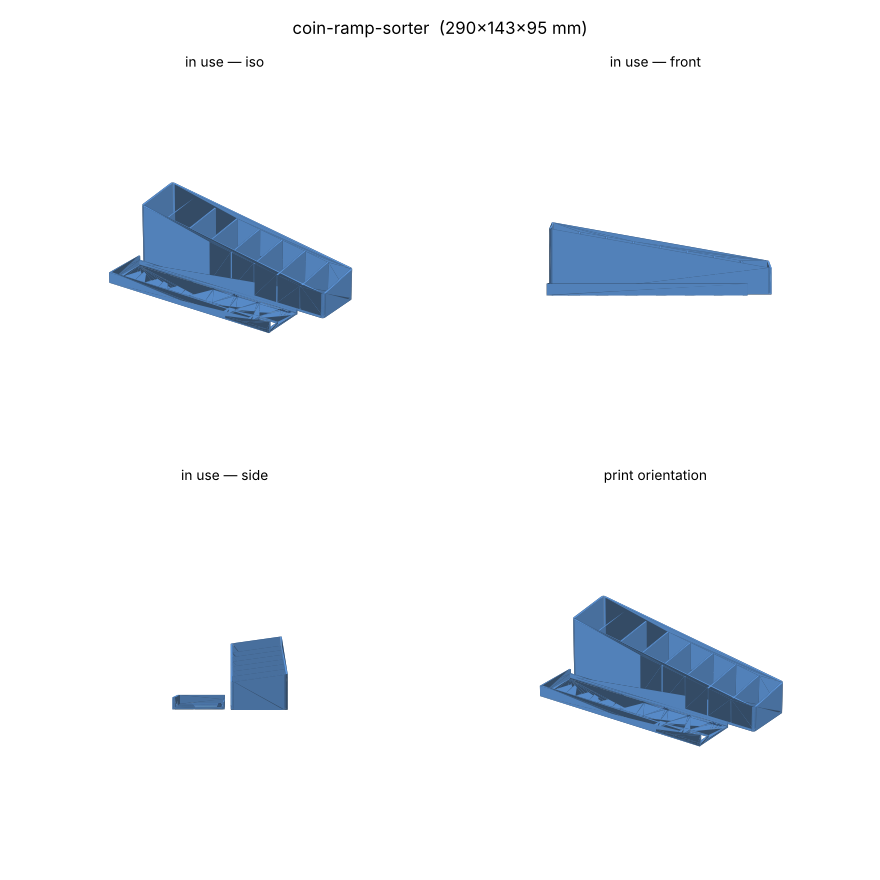 coin-ramp-sorter (290×143×95 mm)
in use — iso
in use — front
in use — side
print orientation